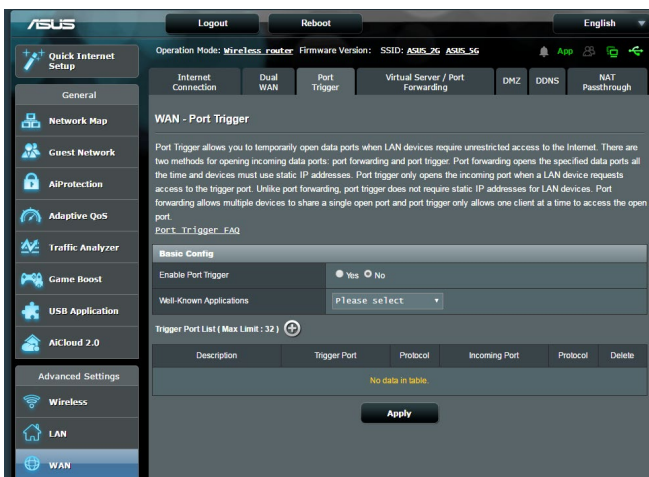 ASUS
Logout Reboot English
Quick Internet Setup
Operation Mode: Wireless router Firmware Version: SSID: ASUS_2G ASUS_5G App
General
Network Map
Guest Network
AiProtection
Adaptive QoS
Traffic Analyzer
Game Boost
USB Application
AiCloud 2.0
Advanced Settings
Wireless
LAN
WAN
Internet Connection Dual WAN Port Trigger Virtual Server / Port Forwarding DMZ DDNS NAT Passthrough
WAN - Port Trigger
Port Trigger allows you to temporarily open data ports when LAN devices require unrestricted access to the Internet. There are
two methods for opening incoming data ports: port forwarding and port trigger. Port forwarding opens the specified data ports all
the time and devices must use static IP addresses. Port trigger only opens the incoming port when a LAN device requests
access to the trigger port. Unlike port forwarding, port trigger does not require static IP addresses for LAN devices. Port
forwarding allows multiple devices to share a single open port and port trigger only allows one client at a time to access the open
port.
Port Trigger FAQ
Basic Config
Enable Port Trigger Yes No
Well-Known Applications Please select
Trigger Port List ( Max Limit : 32 )
Description Trigger Port Protocol Incoming Port Protocol Delete
No data in table.
Apply